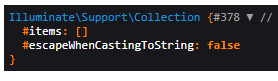 Illuminate\Support\Collection {#378 ▼ //
#items: []
#escapeWhenCastingToString: false
}